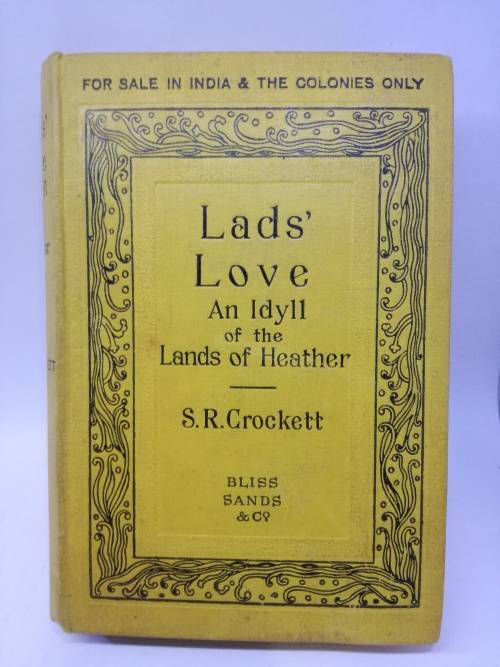 FOR SALE IN INDIA & THE COLONIES ONLY
Lads'
Love
An Idyll
of the
Lands of Heather
S.R.Crockett
BLISS
SANDS
& Co